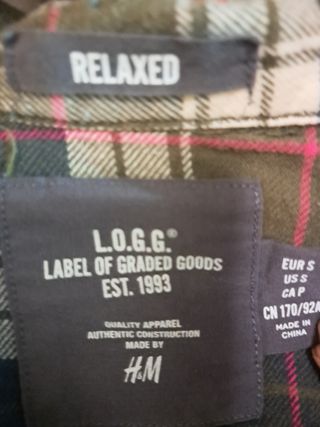 RELAXED
L.O.G.G.®
LABEL OF GRADED GOODS
EST. 1993
QUALITY APPAREL
AUTHENTIC CONSTRUCTION
MADE BY
H&M
EUR S
US S
CA P
CN 170/92A
MADE IN
CHINA